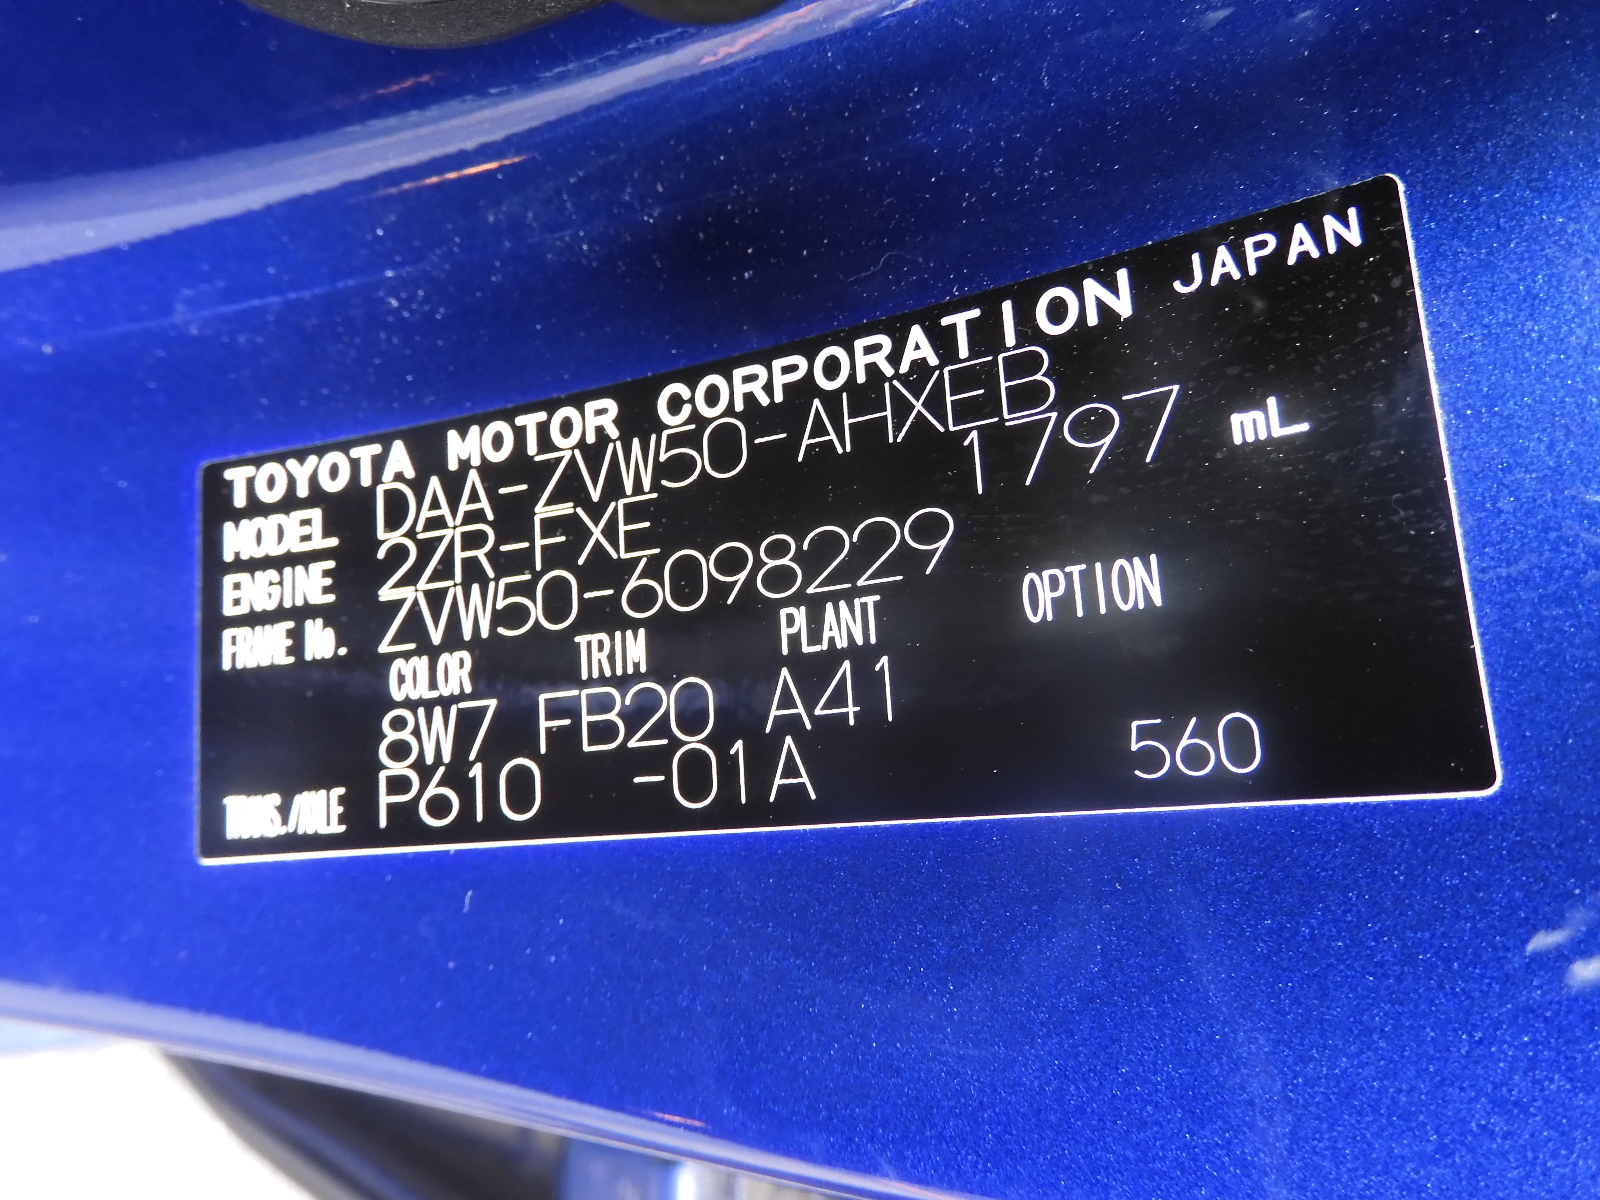 TOYOTA MOTOR CORPORATION JAPAN
MODEL DAA-ZVW50-AHXEB
ENGINE 2ZR-FXE 1797 mL
FRAME No. ZVW50-6098229
COLOR TRIM PLANT OPTION
8W7 FB20 A41
TRANS./AXLE P610 -01A 560